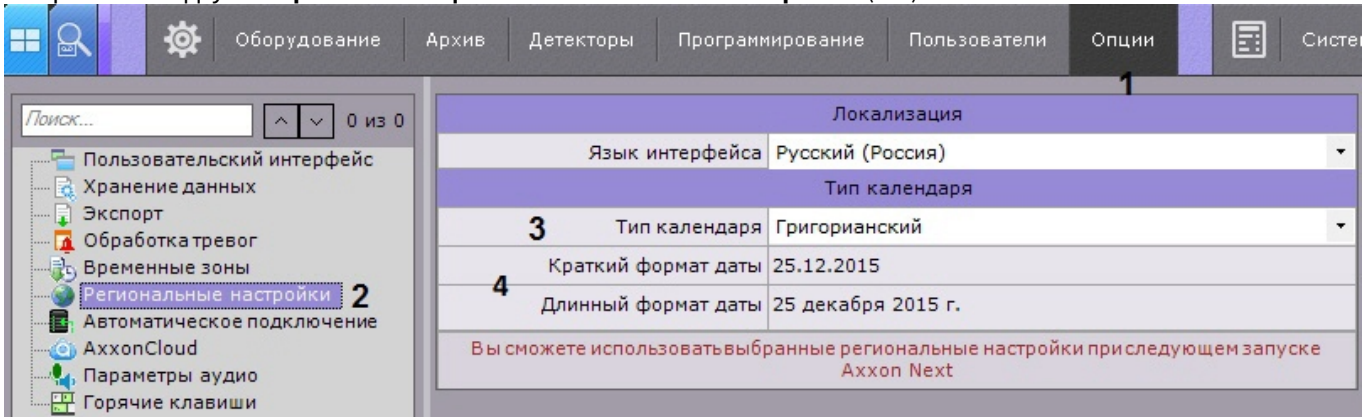 Оборудование Архив Детекторы Программирование Пользователи Опции
1
Поиск... 0 из 0
Пользовательский интерфейс
Хранение данных
Экспорт
Обработка тревог
Временные зоны
Региональные настройки 2
Автоматическое подключение
AxxonCloud
Параметры аудио
Горячие клавиши
Локализация
Язык интерфейса Русский (Россия)
Тип календаря
3 Тип календаря Григорианский
Краткий формат даты 25.12.2015
4
Длинный формат даты 25 декабря 2015 г.
Вы сможете использовать выбранные региональные настройки при следующем запуске
Axxon Next